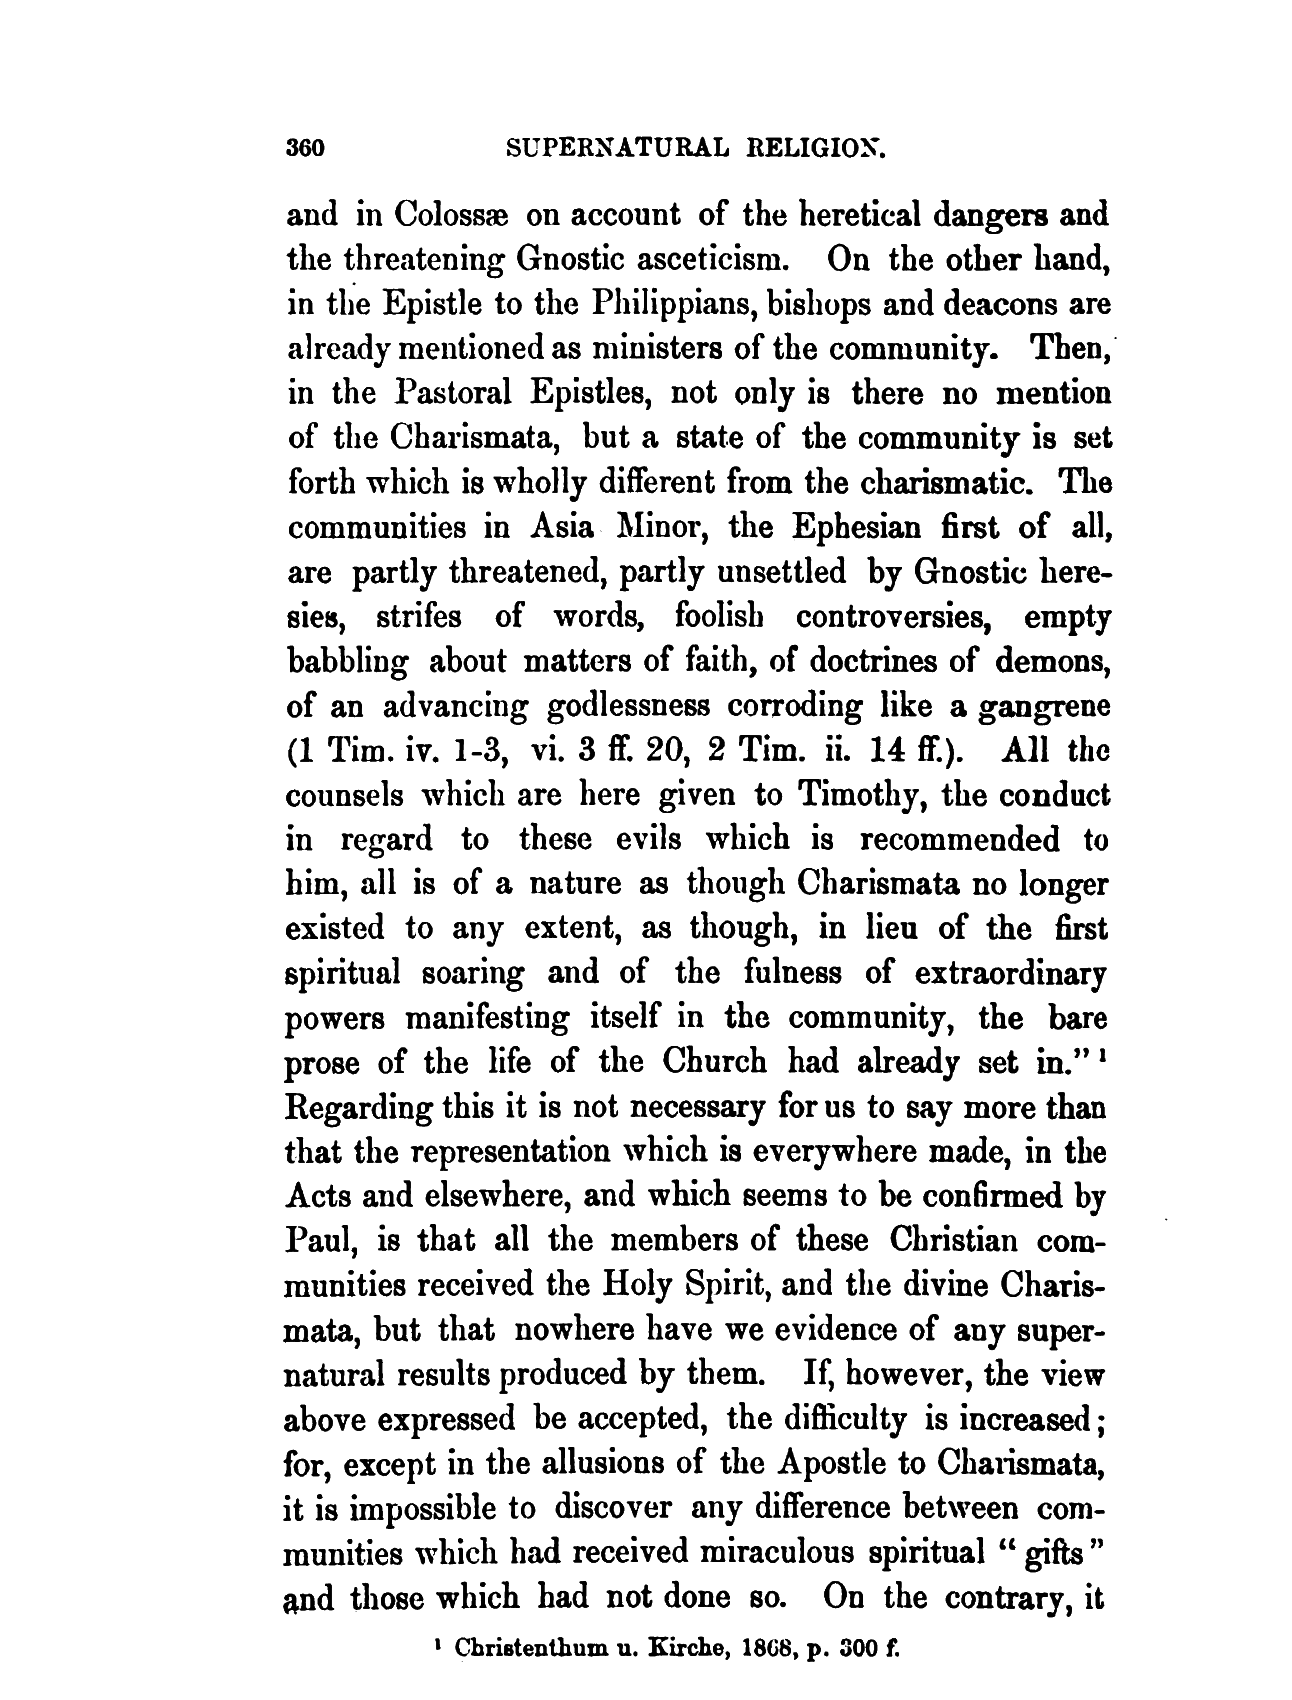 360 SUPERNATURAL RELIGION.
and in Colossæ on account of the heretical dangers and
the threatening Gnostic asceticism. On the other hand,
in the Epistle to the Philippians, bishops and deacons are
already mentioned as ministers of the community. Then,
in the Pastoral Epistles, not only is there no mention
of the Charismata, but a state of the community is set
forth which is wholly different from the charismatic. The
communities in Asia Minor, the Ephesian first of all,
are partly threatened, partly unsettled by Gnostic here-
sies, strifes of words, foolish controversies, empty
babbling about matters of faith, of doctrines of demons,
of an advancing godlessness corroding like a gangrene
(1 Tim. iv. 1-3, vi. 3 ff. 20, 2 Tim. ii. 14 ff.). All the
counsels which are here given to Timothy, the conduct
in regard to these evils which is recommended to
him, all is of a nature as though Charismata no longer
existed to any extent, as though, in lieu of the first
spiritual soaring and of the fulness of extraordinary
powers manifesting itself in the community, the bare
prose of the life of the Church had already set in.” ¹
Regarding this it is not necessary for us to say more than
that the representation which is everywhere made, in the
Acts and elsewhere, and which seems to be confirmed by
Paul, is that all the members of these Christian com-
munities received the Holy Spirit, and the divine Charis-
mata, but that nowhere have we evidence of any super-
natural results produced by them. If, however, the view
above expressed be accepted, the difficulty is increased;
for, except in the allusions of the Apostle to Charismata,
it is impossible to discover any difference between com-
munities which had received miraculous spiritual “gifts”
and those which had not done so. On the contrary, it
¹ Christenthum u. Kirche, 1868, p. 300 f.